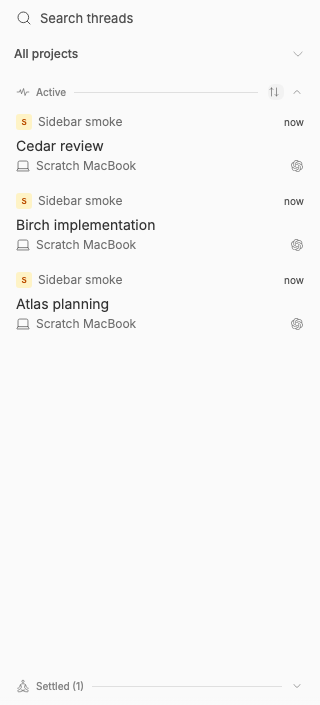 Search threads
All projects
Active
S Sidebar smoke now
Cedar review
Scratch MacBook
S Sidebar smoke now
Birch implementation
Scratch MacBook
S Sidebar smoke now
Atlas planning
Scratch MacBook
Settled (1)